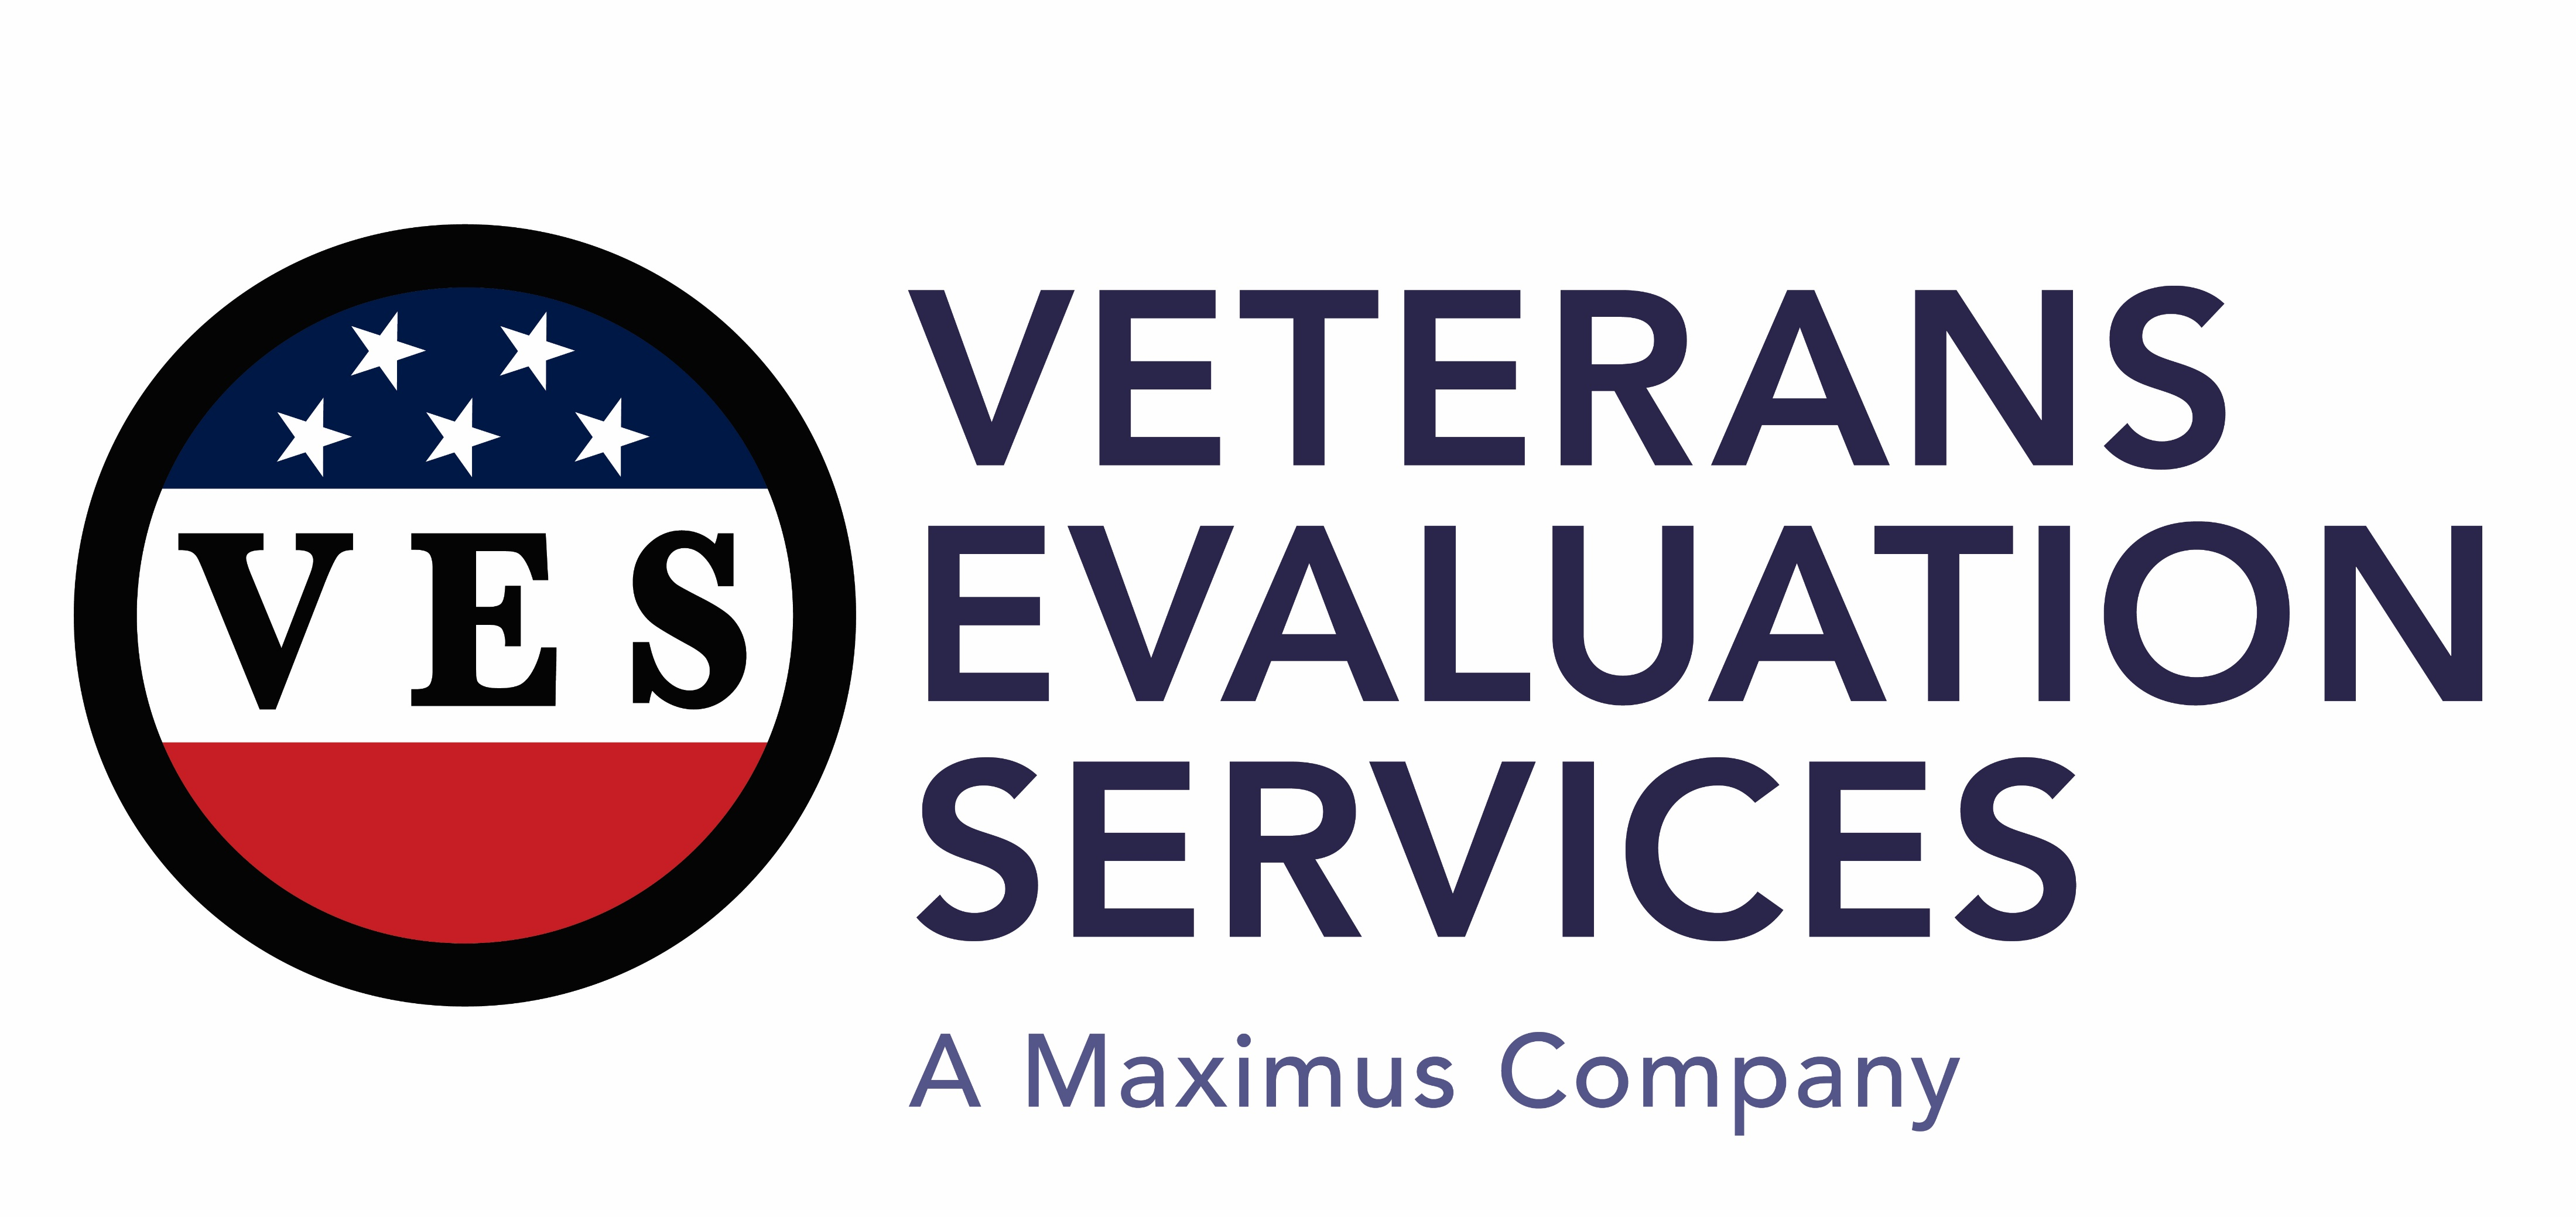 VES
VETERANS
EVALUATION
SERVICES
A Maximus Company